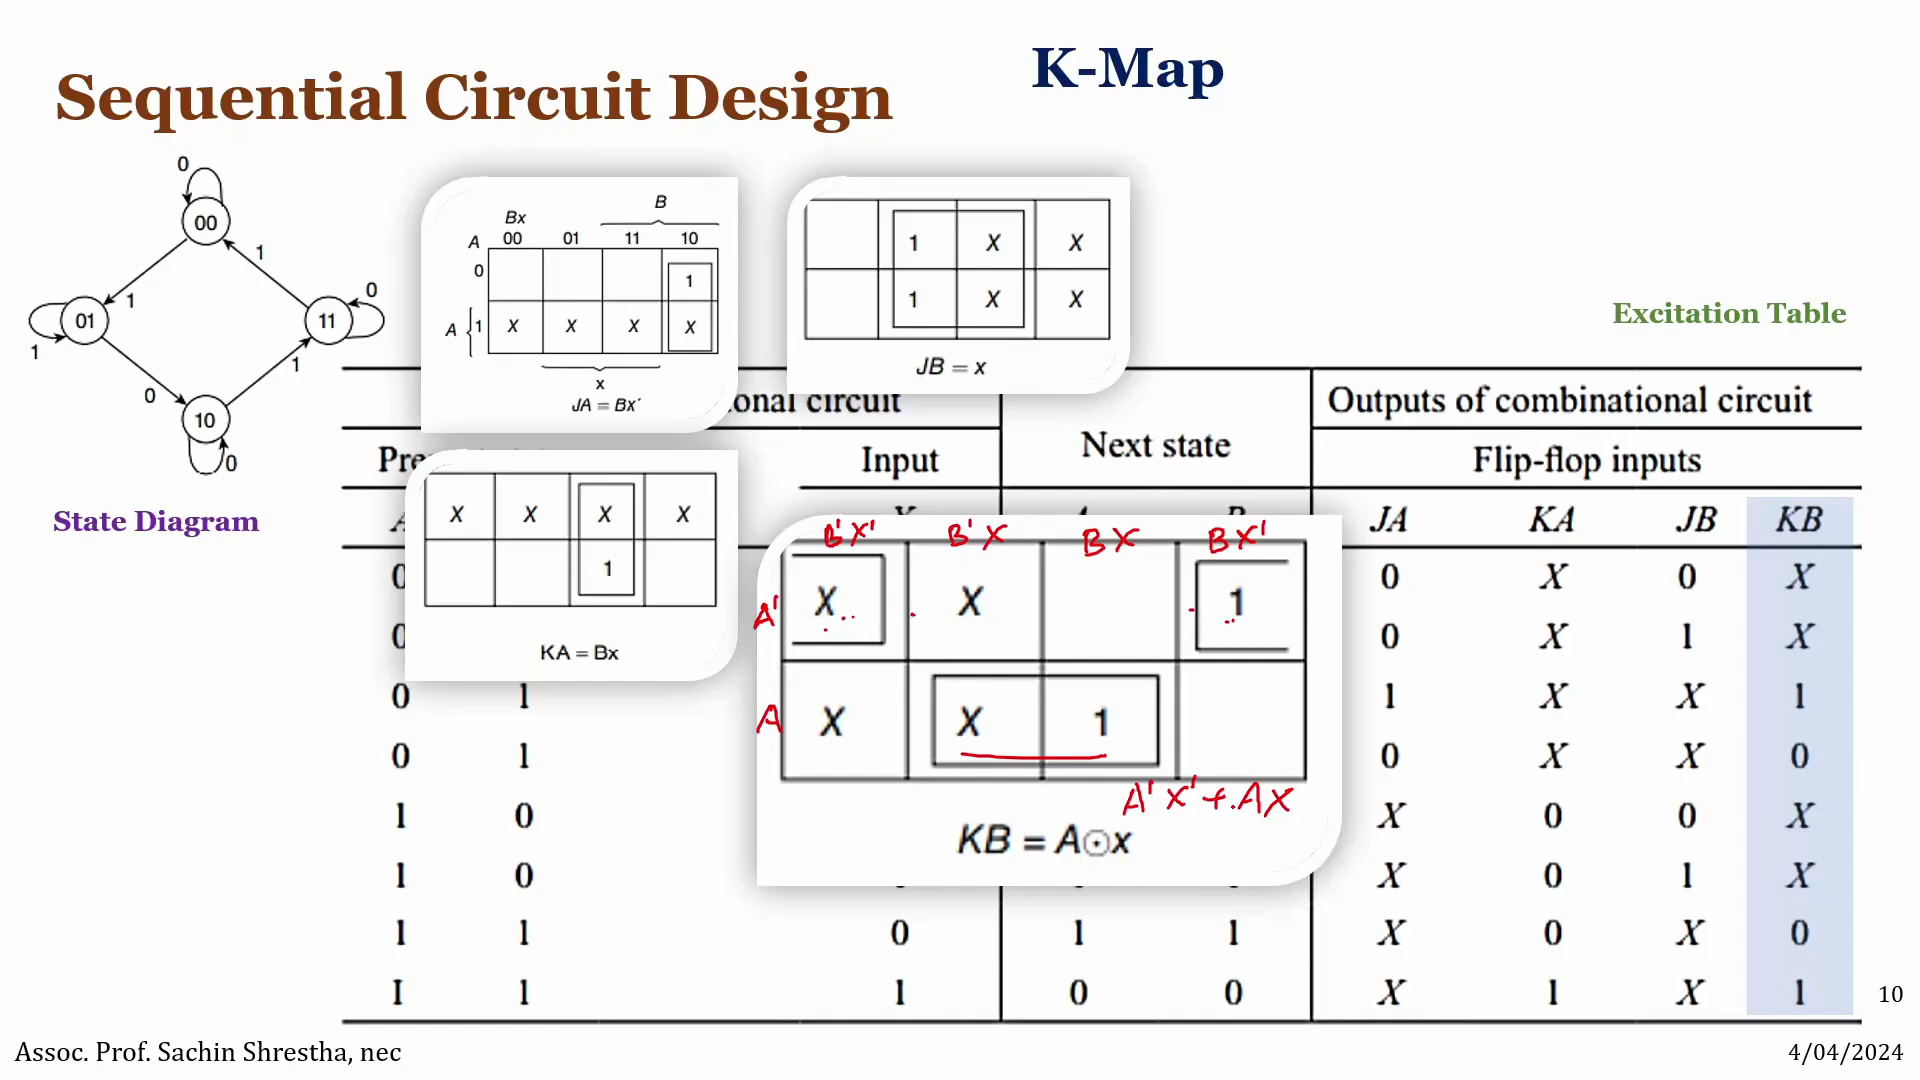 K-Map
Sequential Circuit Design
0
00
1
1
01
1
11
0
0
1
10
0
State Diagram
B
Bx
A 00 01 11 10
0 1
A 1 X X X X
x
JA = Bx′
1 X X
1 X X
JB = x
X X X X
1
KA = Bx
B'X' B'X BX BX'
A' X X 1
A X X 1
A'X' + AX
KB = A⊙x
Excitation Table
onal circuit Outputs of combinational circuit
Pre Input Next state Flip-flop inputs
JA KA JB KB
0 X 0 X
0 X 1 X
0 1 1 X X 1
0 1 0 X X 0
1 0 X 0 0 X
1 0 X 0 1 X
1 1 0 1 1 X 0 X 0
I 1 1 0 0 X 1 X 1
10
Assoc. Prof. Sachin Shrestha, nec
4/04/2024